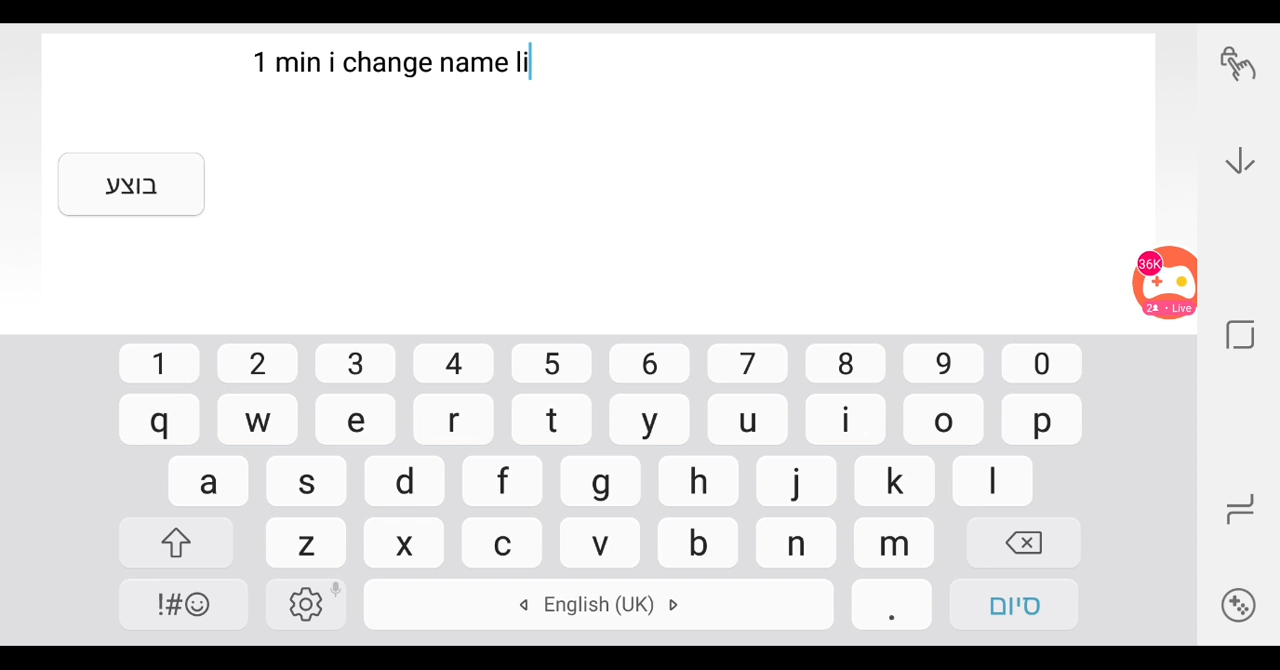 1 min i change name li
בוצע
36K
2 • Live
1 2 3 4 5 6 7 8 9 0
q w e r t y u i o p
a s d f g h j k l
z x c v b n m
!#☺ English (UK) . סיום